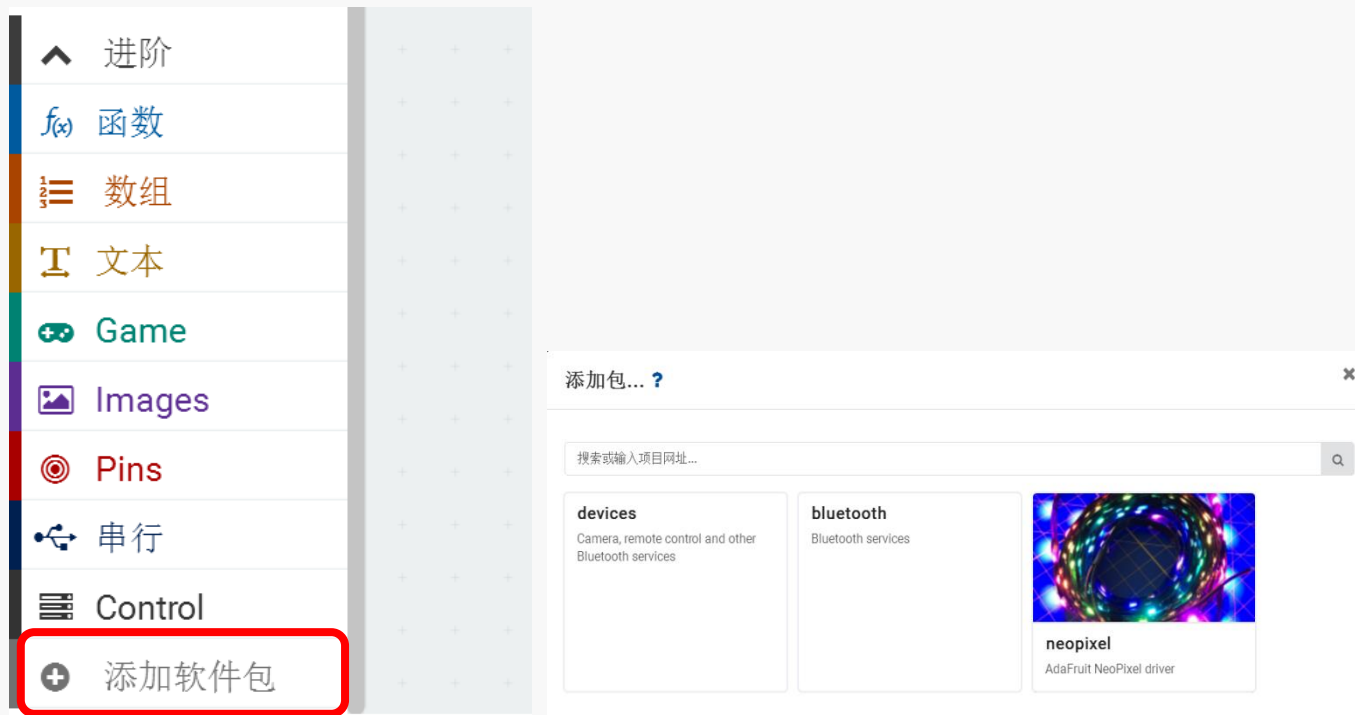 进阶
f(x) 函数
数组
T 文本
Game
Images
Pins
串行
Control
添加软件包
添加包... ?
搜索或输入项目网址...
devices
Camera, remote control and other
Bluetooth services
bluetooth
Bluetooth services
neopixel
AdaFruit NeoPixel driver